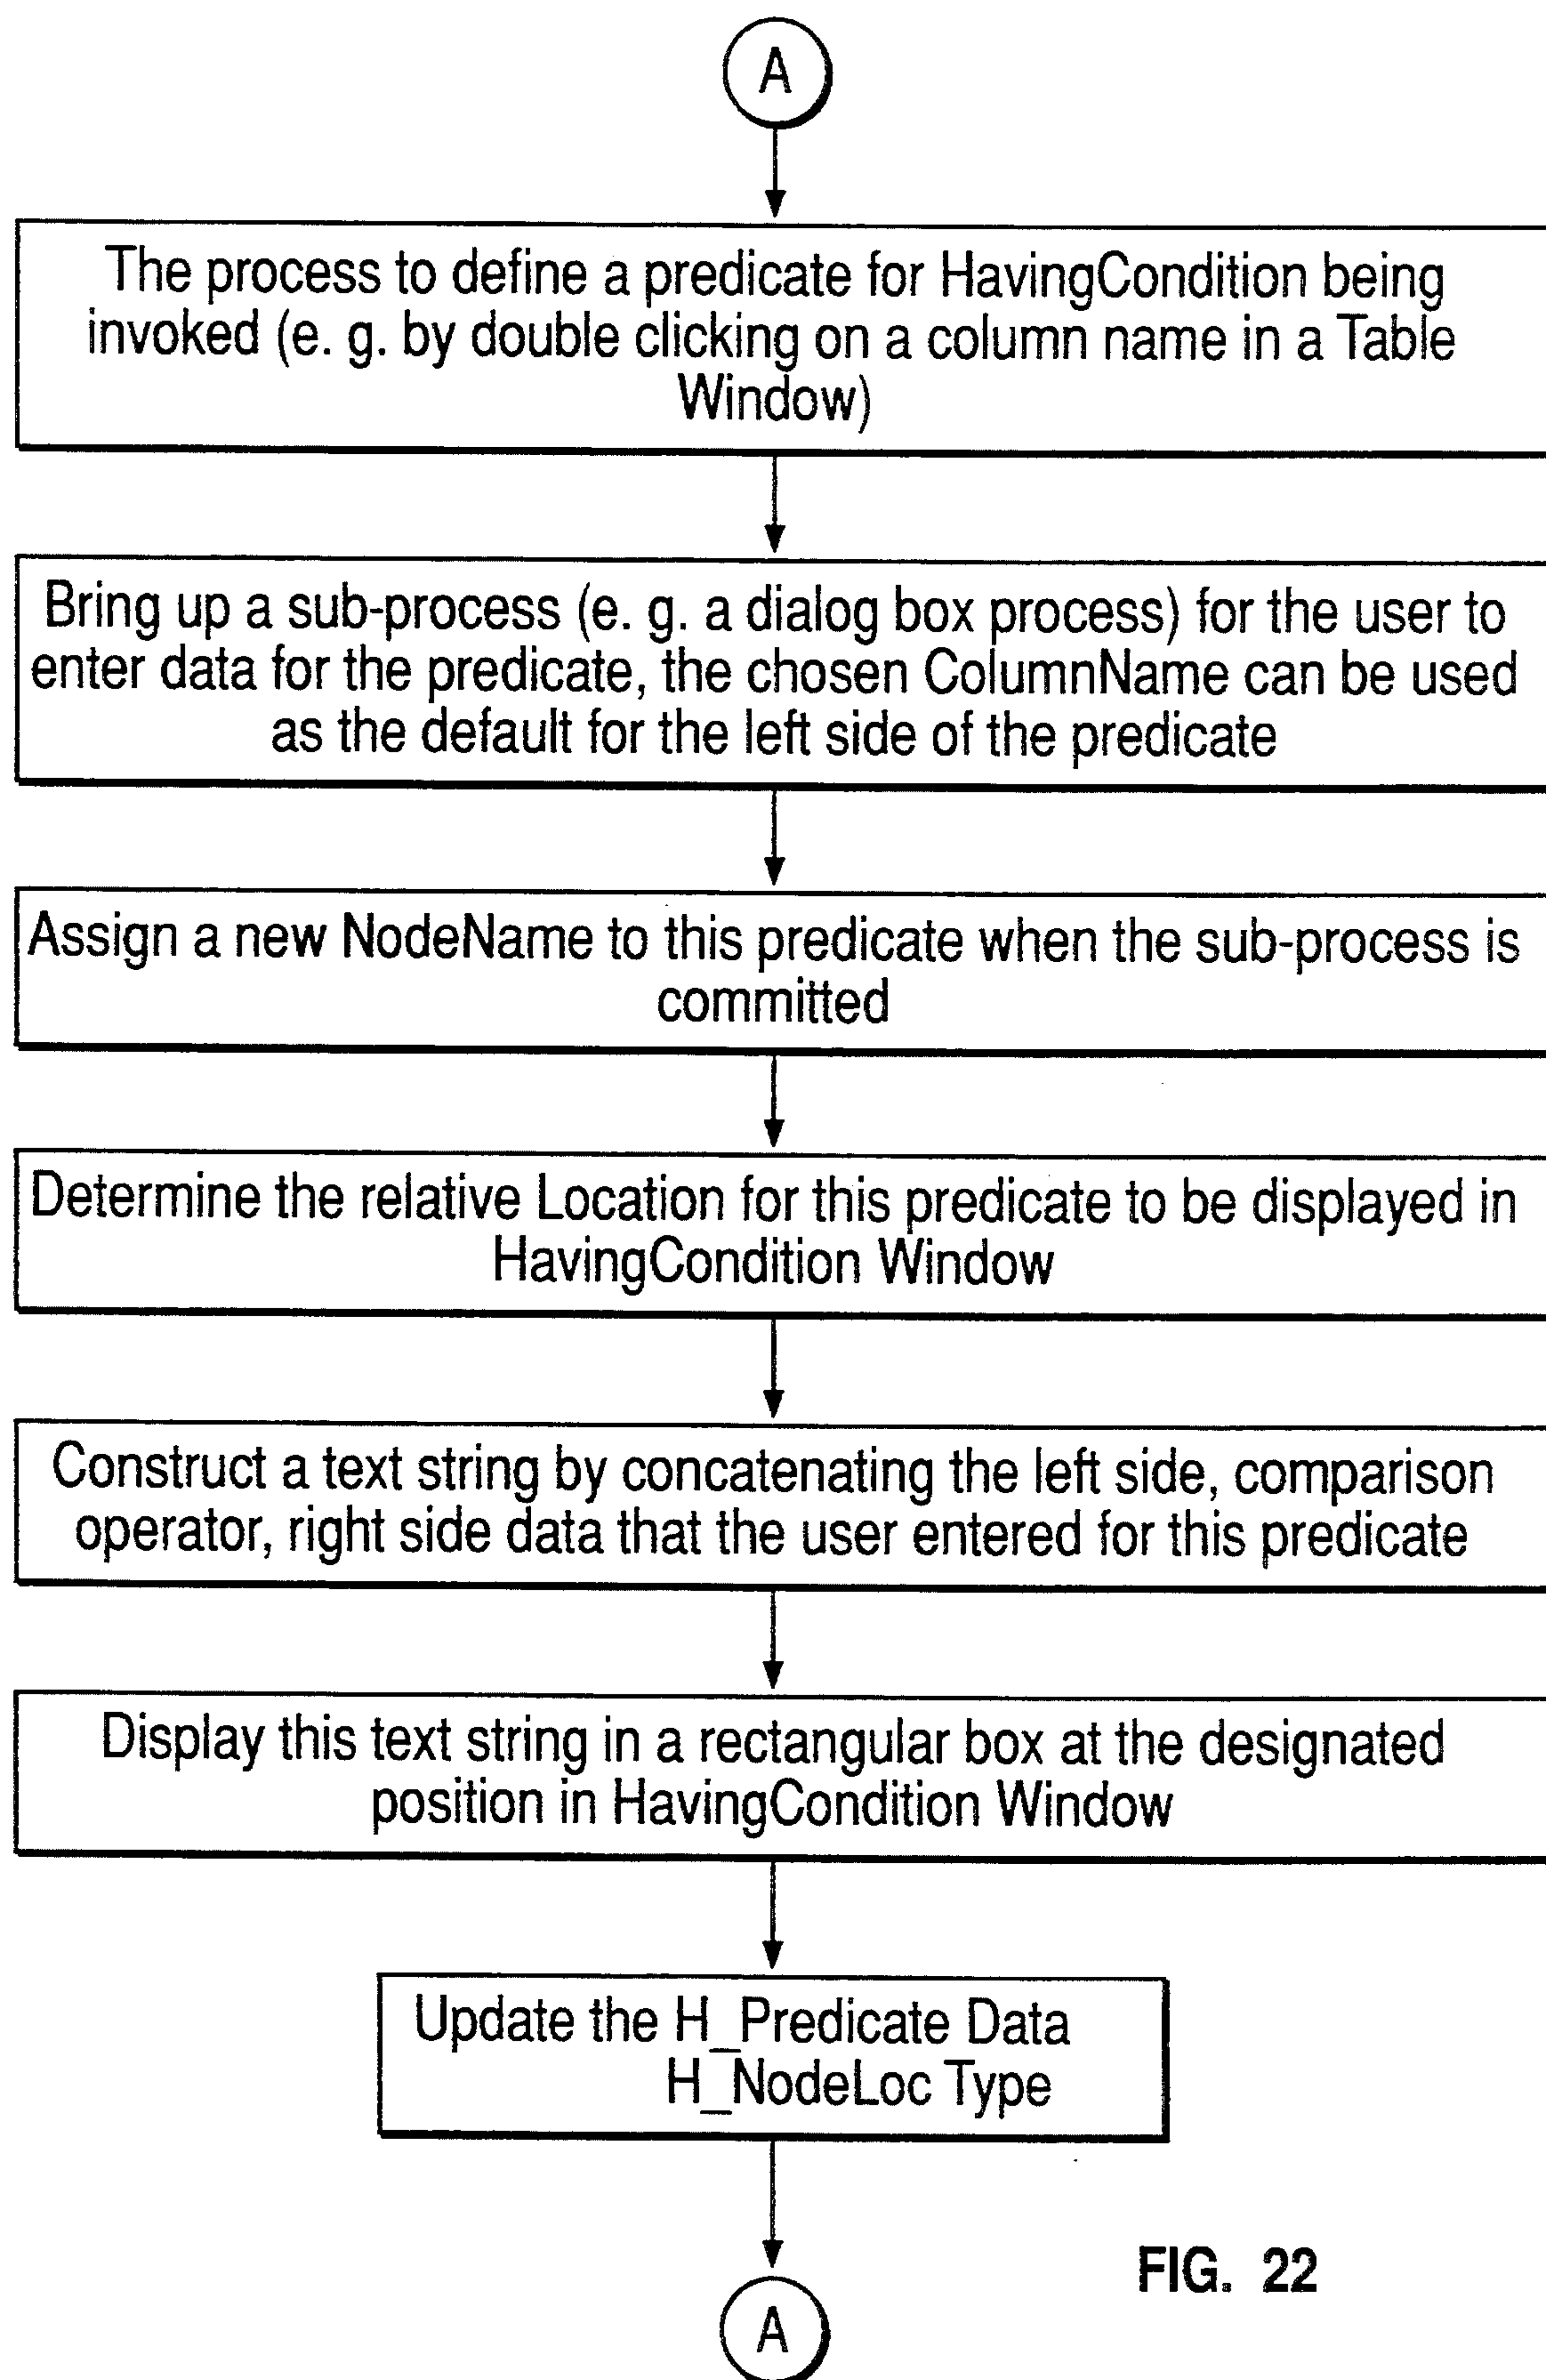 A
The process to define a predicate for HavingCondition being
invoked (e. g. by double clicking on a column name in a Table
Window)
Bring up a sub-process (e. g. a dialog box process) for the user to
enter data for the predicate, the chosen ColumnName can be used
as the default for the left side of the predicate
Assign a new NodeName to this predicate when the sub-process is
committed
Determine the relative Location for this predicate to be displayed in
HavingCondition Window
Construct a text string by concatenating the left side, comparison
operator, right side data that the user entered for this predicate
Display this text string in a rectangular box at the designated
position in HavingCondition Window
Update the H_Predicate Data
H_NodeLoc Type
FIG. 22
A